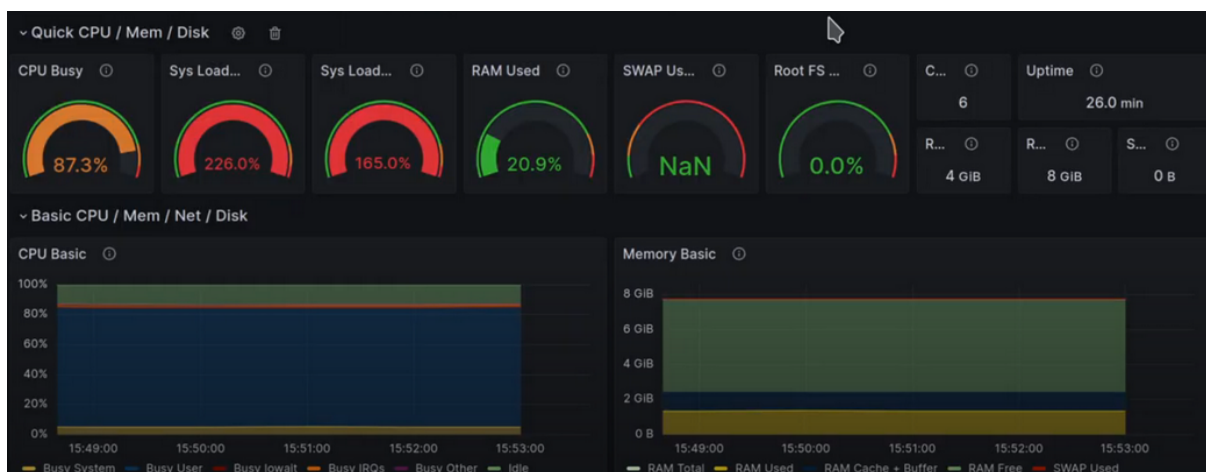 Quick CPU / Mem / Disk
CPU Busy
Sys Load...
Sys Load...
RAM Used
SWAP Us...
Root FS ...
C...
Uptime
87.3%
226.0%
165.0%
20.9%
NaN
0.0%
6
26.0 min
R...
R...
S...
4 GiB
8 GiB
0 B
Basic CPU / Mem / Net / Disk
CPU Basic
100%
80%
60%
40%
20%
0%
15:49:00 15:50:00 15:51:00 15:52:00 15:53:00
Busy System Busy User Busy Iowait Busy IRQs Busy Other Idle
Memory Basic
8 GiB
6 GiB
4 GiB
2 GiB
0 B
15:49:00 15:50:00 15:51:00 15:52:00 15:53:00
RAM Total RAM Used RAM Cache + Buffer RAM Free SWAP Used